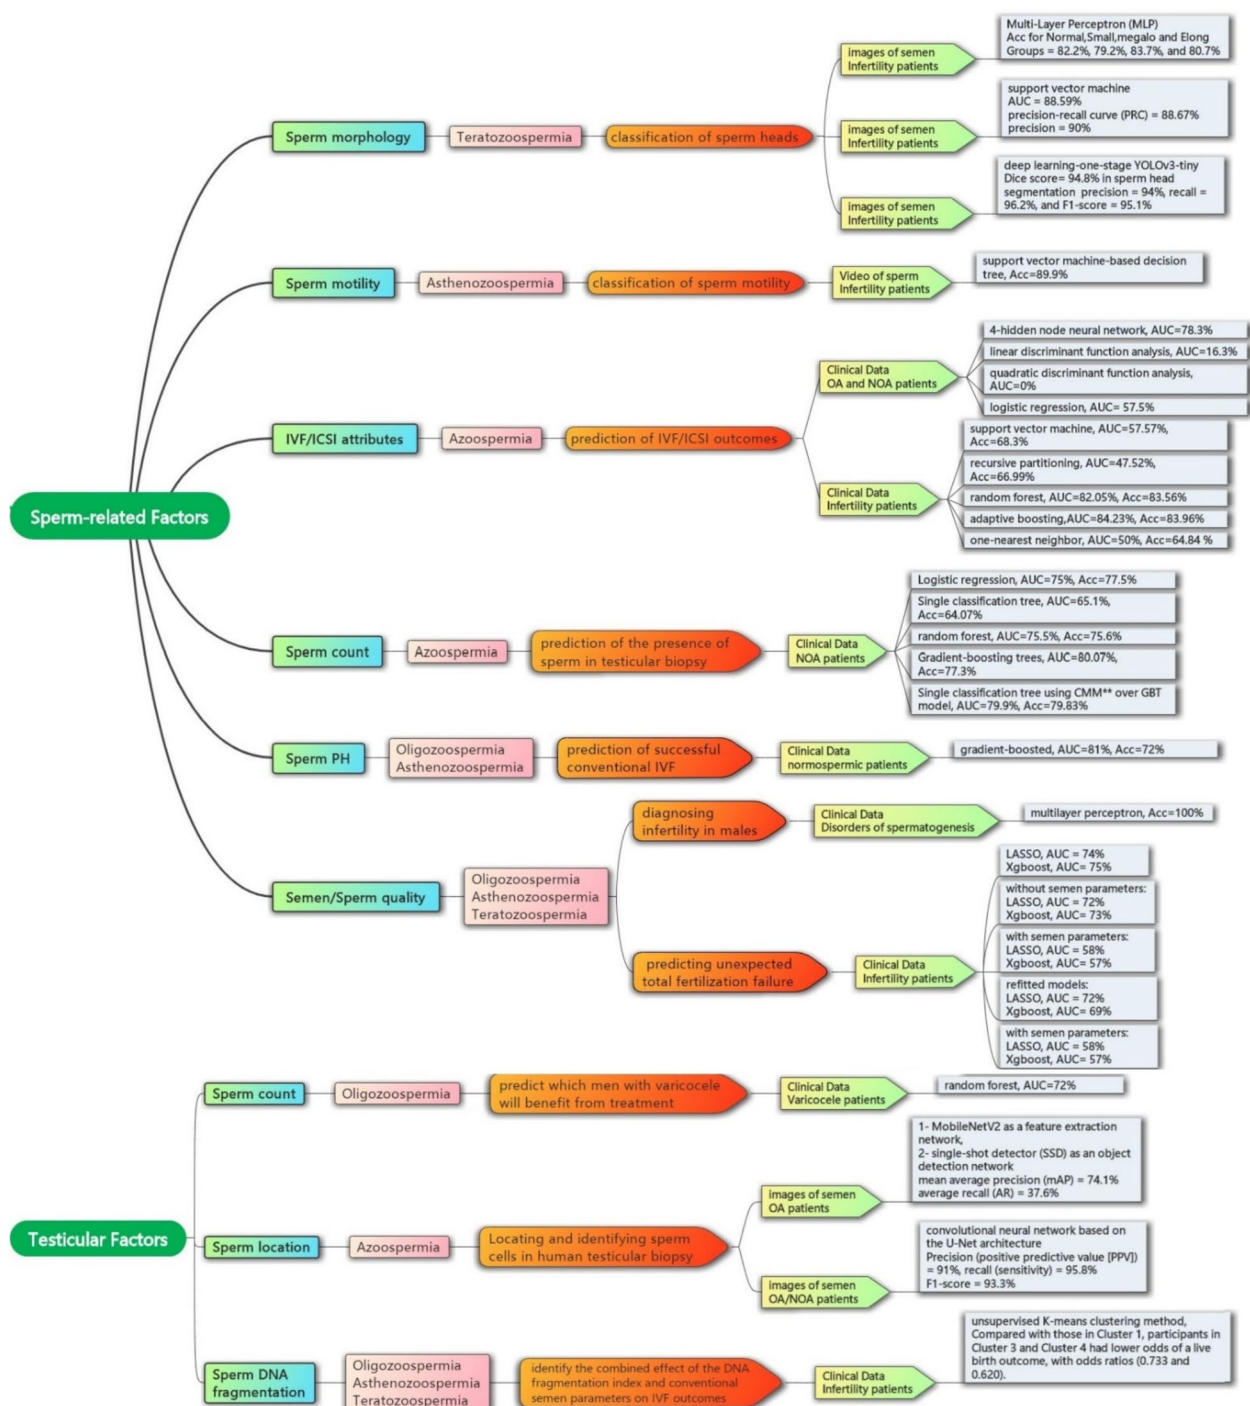 Sperm-related Factors
Sperm morphology
Teratozoospermia
classification of sperm heads
images of semen
Infertility patients
Multi-Layer Perceptron (MLP)
Acc for Normal,Small,megalo and Elong
Groups = 82.2%, 79.2%, 83.7%, and 80.7%
images of semen
Infertility patients
support vector machine
AUC = 88.59%
precision-recall curve (PRC) = 88.67%
precision = 90%
images of semen
Infertility patients
deep learning-one-stage YOLOv3-tiny
Dice score= 94.8% in sperm head
segmentation precision = 94%, recall =
96.2%, and F1-score = 95.1%
Sperm motility
Asthenozoospermia
classification of sperm motility
Video of sperm
Infertility patients
support vector machine-based decision
tree, Acc=89.9%
IVF/ICSI attributes
Azoospermia
prediction of IVF/ICSI outcomes
Clinical Data
OA and NOA patients
4-hidden node neural network, AUC=78.3%
linear discriminant function analysis, AUC=16.3%
quadratic discriminant function analysis,
AUC=0%
logistic regression, AUC= 57.5%
Clinical Data
Infertility patients
support vector machine, AUC=57.57%,
Acc=68.3%
recursive partitioning, AUC=47.52%,
Acc=66.99%
random forest, AUC=82.05%, Acc=83.56%
adaptive boosting,AUC=84.23%, Acc=83.96%
one-nearest neighbor, AUC=50%, Acc=64.84 %
Sperm count
Azoospermia
prediction of the presence of
sperm in testicular biopsy
Clinical Data
NOA patients
Logistic regression, AUC=75%, Acc=77.5%
Single classification tree, AUC=65.1%,
Acc=64.07%
random forest, AUC=75.5%, Acc=75.6%
Gradient-boosting trees, AUC=80.07%,
Acc=77.3%
Single classification tree using CMM** over GBT
model, AUC=79.9%, Acc=79.83%
Sperm PH
Oligozoospermia
Asthenozoospermia
prediction of successful
conventional IVF
Clinical Data
normospermic patients
gradient-boosted, AUC=81%, Acc=72%
Semen/Sperm quality
Oligozoospermia
Asthenozoospermia
Teratozoospermia
diagnosing
infertility in males
Clinical Data
Disorders of spermatogenesis
multilayer perceptron, Acc=100%
predicting unexpected
total fertilization failure
Clinical Data
Infertility patients
LASSO, AUC = 74%
Xgboost, AUC= 75%
without semen parameters:
LASSO, AUC = 72%
Xgboost, AUC= 73%
with semen parameters:
LASSO, AUC = 58%
Xgboost, AUC= 57%
refitted models:
LASSO, AUC = 72%
Xgboost, AUC= 69%
with semen parameters:
LASSO, AUC = 58%
Xgboost, AUC= 57%
Testicular Factors
Sperm count
Oligozoospermia
predict which men with varicocele
will benefit from treatment
Clinical Data
Varicocele patients
random forest, AUC=72%
Sperm location
Azoospermia
Locating and identifying sperm
cells in human testicular biopsy
images of semen
OA patients
1- MobileNetV2 as a feature extraction
network,
2- single-shot detector (SSD) as an object
detection network
mean average precision (mAP) = 74.1%
average recall (AR) = 37.6%
images of semen
OA/NOA patients
convolutional neural network based on
the U-Net architecture
Precision (positive predictive value [PPV])
= 91%, recall (sensitivity) = 95.8%
F1-score = 93.3%
Sperm DNA
fragmentation
Oligozoospermia
Asthenozoospermia
Teratozoospermia
identify the combined effect of the DNA
fragmentation index and conventional
semen parameters on IVF outcomes
Clinical Data
Infertility patients
unsupervised K-means clustering method,
Compared with those in Cluster 1, participants in
Cluster 3 and Cluster 4 had lower odds of a live
birth outcome, with odds ratios (0.733 and
0.620).